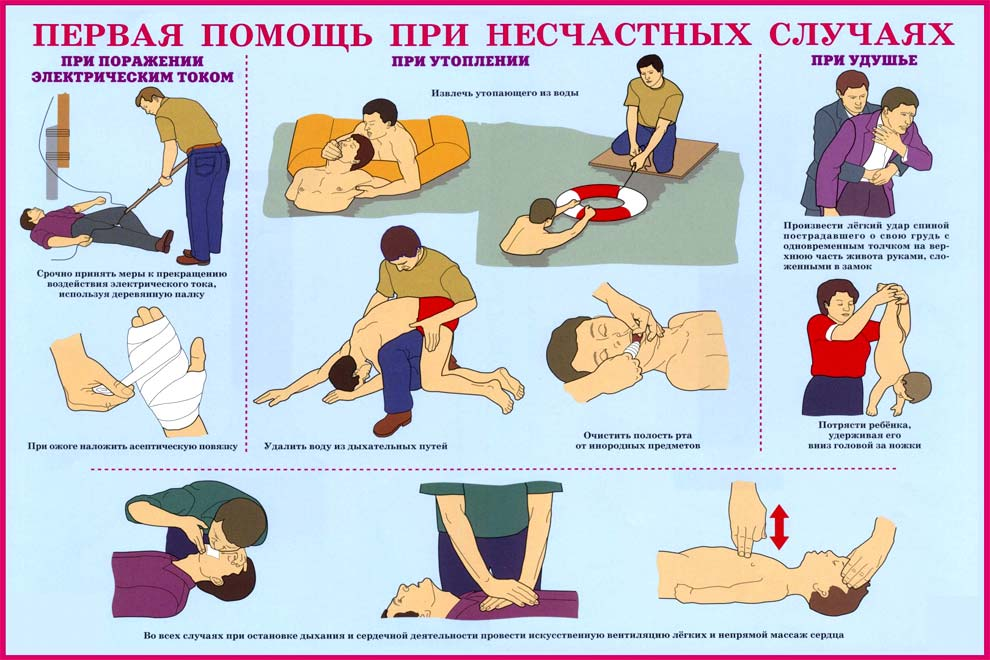 ПЕРВАЯ ПОМОЩЬ ПРИ НЕСЧАСТНЫХ СЛУЧАЯХ
ПРИ ПОРАЖЕНИИ
ЭЛЕКТРИЧЕСКИМ ТОКОМ
Срочно принять меры к прекращению
воздействия электрического тока,
используя деревянную палку
При ожоге наложить асептическую повязку
ПРИ УТОПЛЕНИИ
Извлечь утопающего из воды
Удалить воду из дыхательных путей
Очистить полость рта
от инородных предметов
ПРИ УДУШЬЕ
Произвести лёгкий удар спиной
пострадавшего о свою грудь с
одновременным толчком на вер-
хнюю часть живота руками, сло-
женными в замок
Потрясти ребёнка,
удерживая его
вниз головой за ножки
Во всех случаях при остановке дыхания и сердечной деятельности провести искусственную вентиляцию лёгких и непрямой массаж сердца